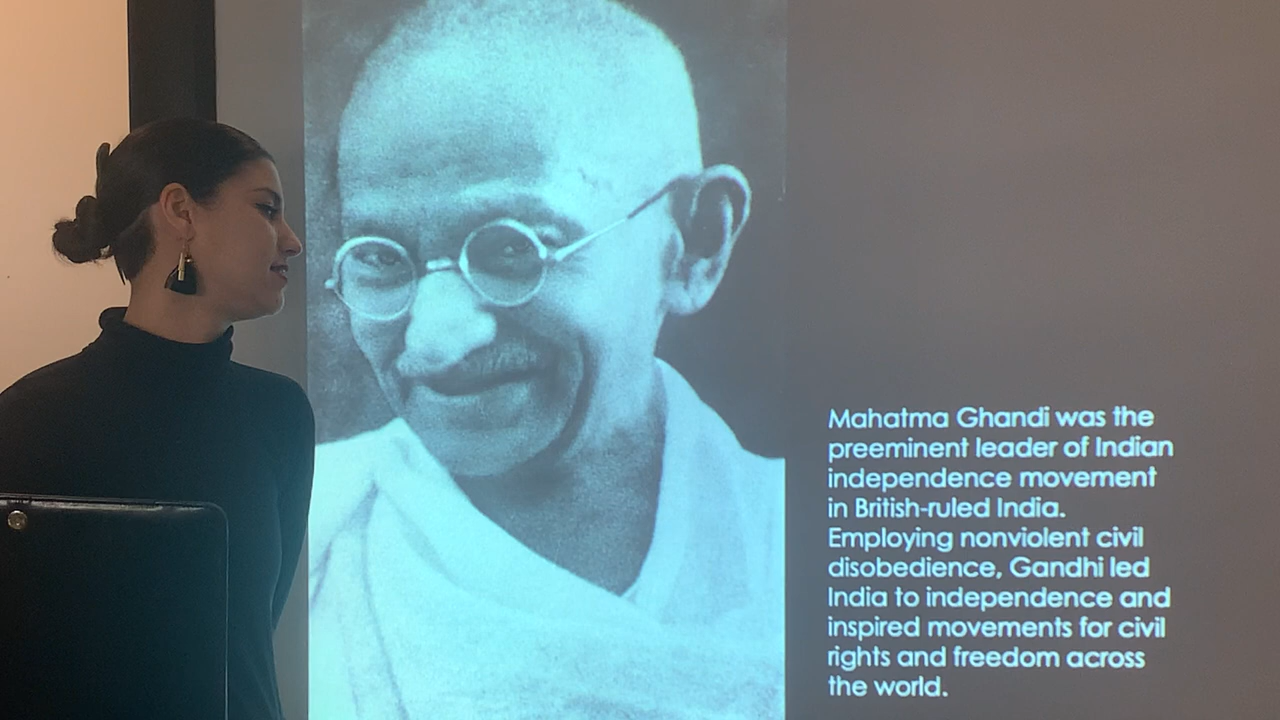 Mahatma Ghandi was the
preeminent leader of Indian
independence movement
in British-ruled India.
Employing nonviolent civil
disobedience, Gandhi led
India to independence and
inspired movements for civil
rights and freedom across
the world.